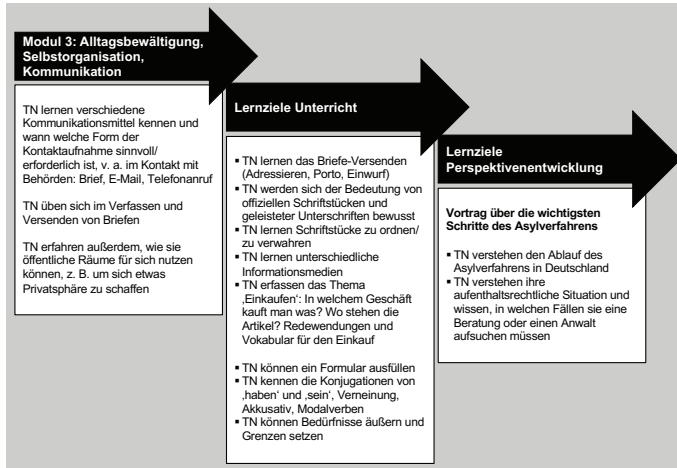 Modul 3: Alltagsbewältigung,
Selbstorganisation,
Kommunikation
TN lernen verschiedene
Kommunikationsmittel kennen und
wann welche Form der
Kontaktaufnahme sinnvoll/
erforderlich ist, v. a. im Kontakt mit
Behörden: Brief, E-Mail, Telefonanruf
TN üben sich im Verfassen und
Versenden von Briefen
TN erfahren außerdem, wie sie
öffentliche Räume für sich nutzen
können, z. B. um sich etwas
Privatsphäre zu schaffen
Lernziele Unterricht
▪ TN lernen das Briefe-Versenden
(Adressieren, Porto, Einwurf)
▪ TN werden sich der Bedeutung von
offiziellen Schriftstücken und
geleisteter Unterschriften bewusst
▪ TN lernen Schriftstücke zu ordnen/
zu verwahren
▪ TN lernen unterschiedliche
Informationsmedien
▪ TN erfassen das Thema
‚Einkaufen‘: In welchem Geschäft
kauft man was? Wo stehen die
Artikel? Redewendungen und
Vokabular für den Einkauf
▪ TN können ein Formular ausfüllen
▪ TN kennen die Konjugationen von
‚haben‘ und ‚sein‘, Verneinung,
Akkusativ, Modalverben
▪ TN können Bedürfnisse äußern und
Grenzen setzen
Lernziele
Perspektivenentwicklung
Vortrag über die wichtigsten
Schritte des Asylverfahrens
▪ TN verstehen den Ablauf des
Asylverfahrens in Deutschland
▪ TN verstehen ihre
aufenthaltsrechtliche Situation und
wissen, in welchen Fällen sie eine
Beratung oder einen Anwalt
aufsuchen müssen